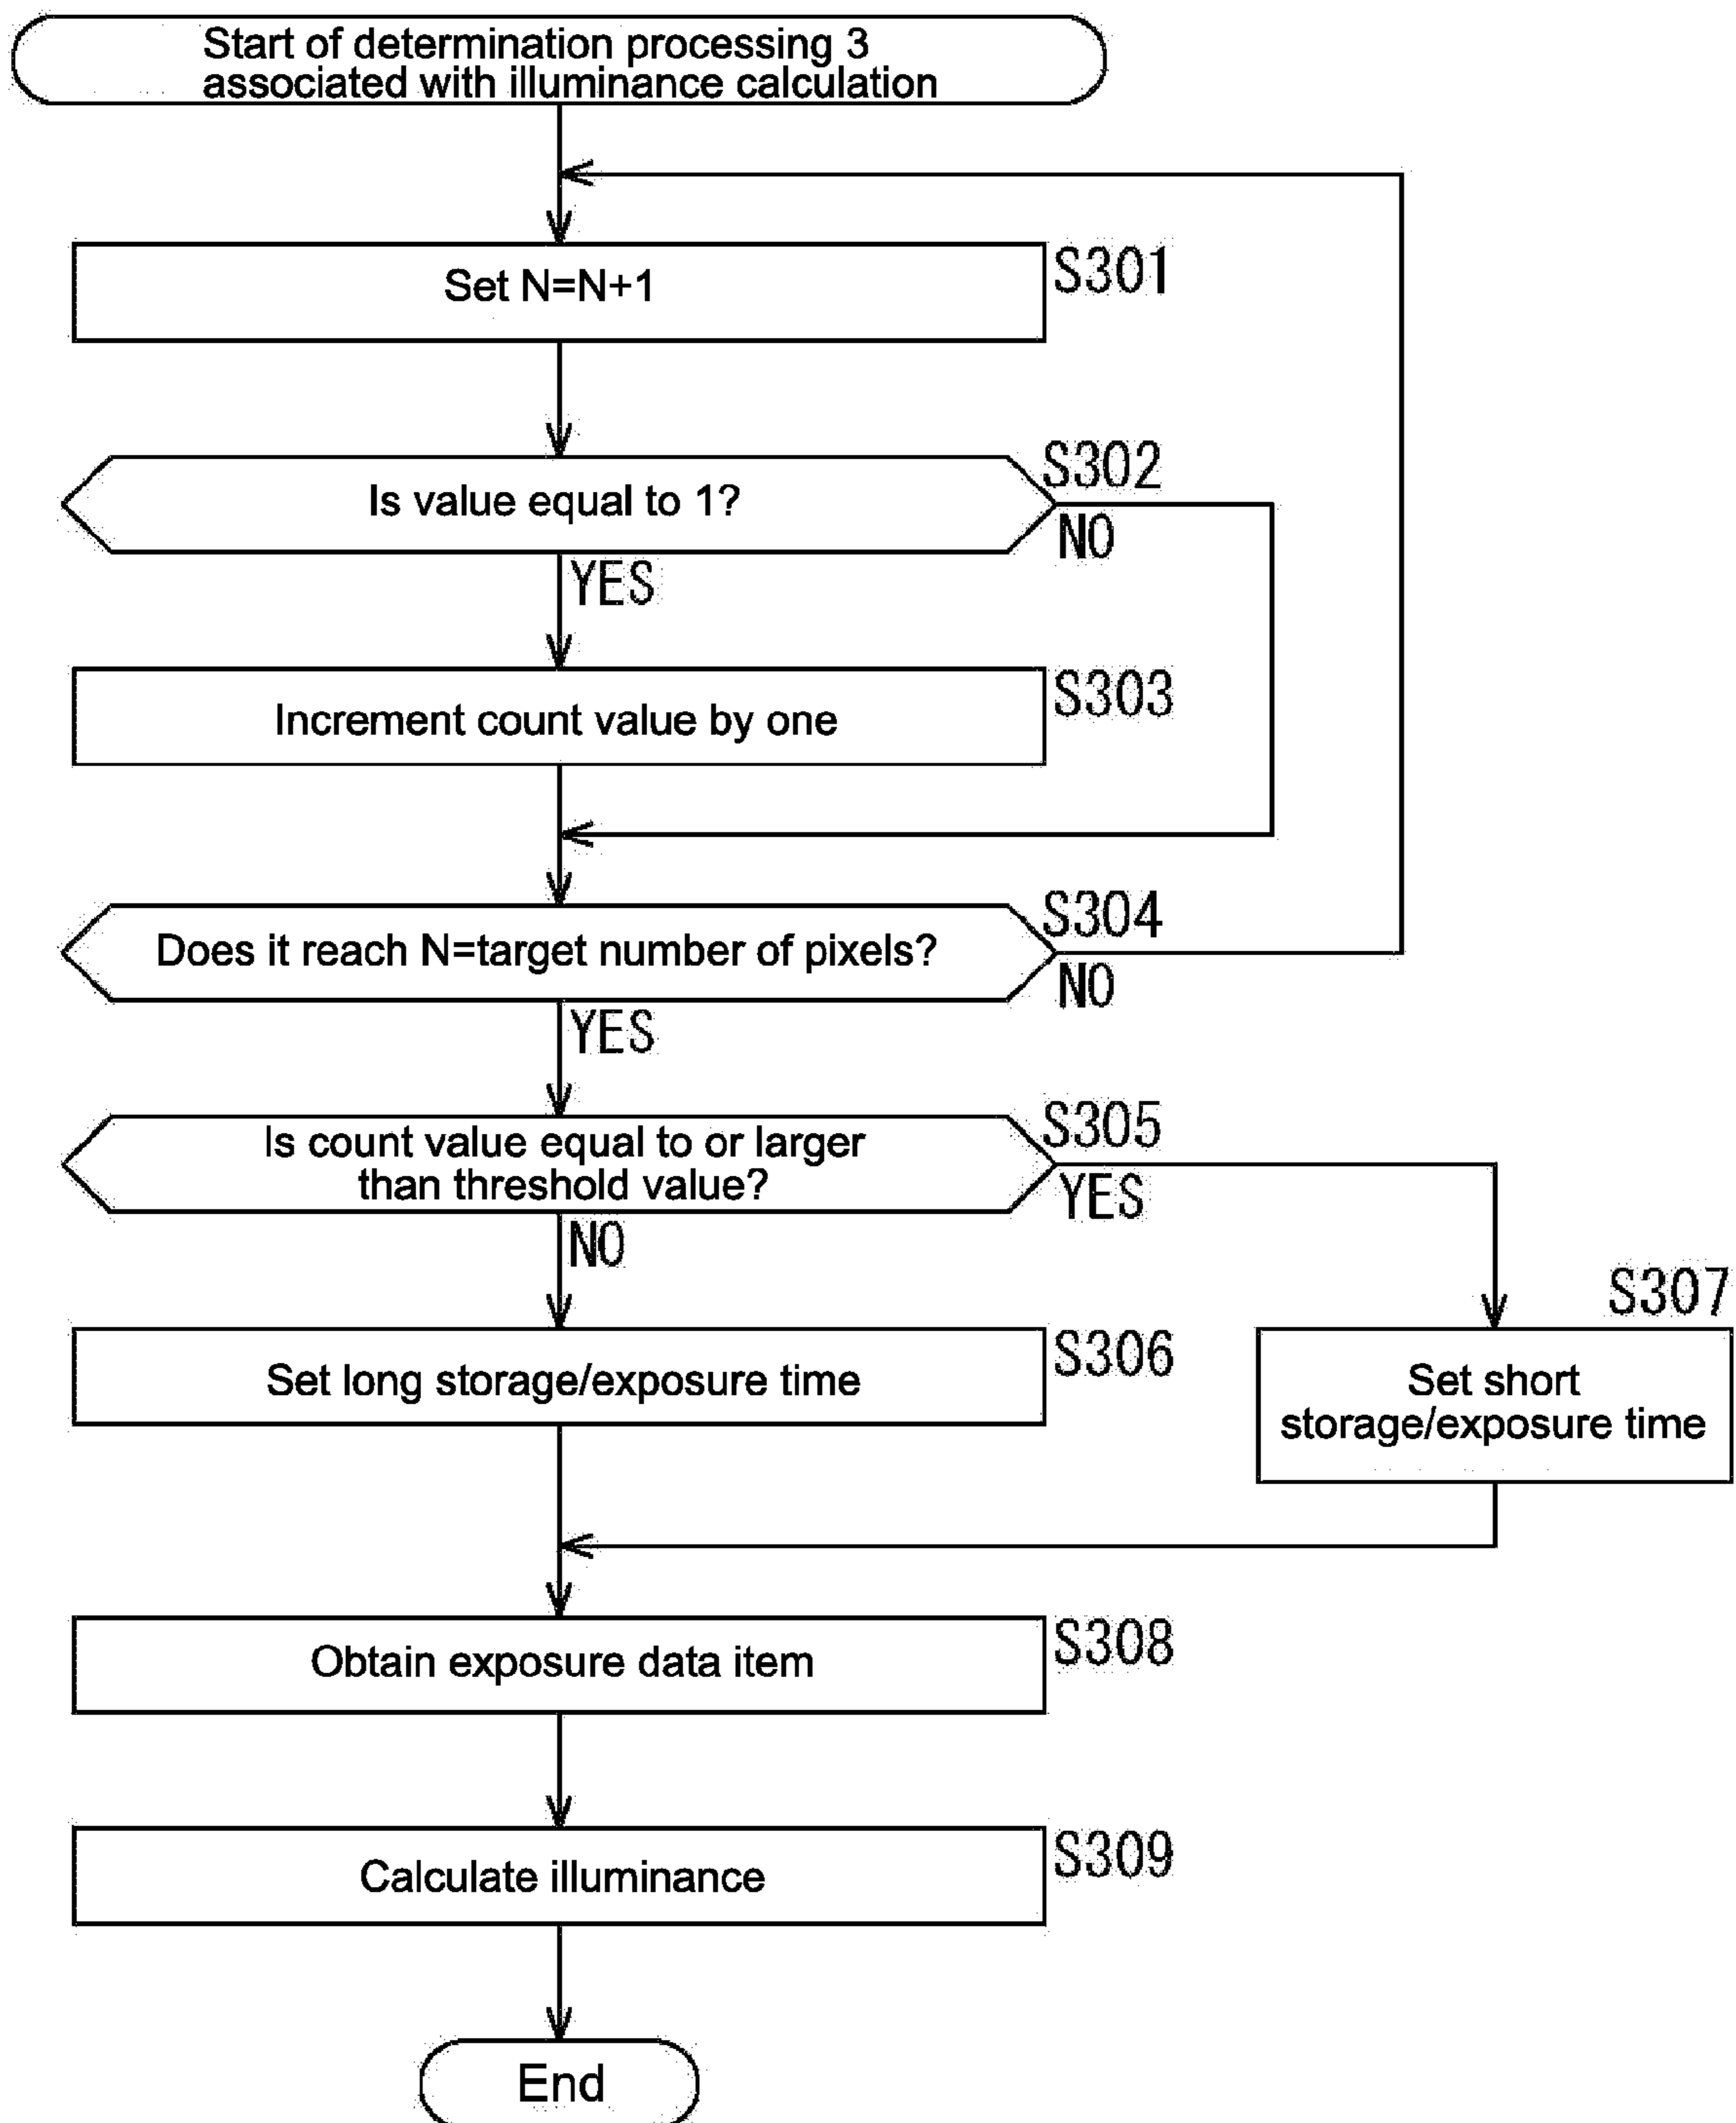 Start of determination processing 3
associated with illuminance calculation
Set N=N+1
S301
Is value equal to 1?
S302
NO
YES
Increment count value by one
S303
Does it reach N=target number of pixels?
S304
NO
YES
Is count value equal to or larger
than threshold value?
S305
YES
NO
Set long storage/exposure time
S306
S307
Set short
storage/exposure time
Obtain exposure data item
S308
Calculate illuminance
S309
End